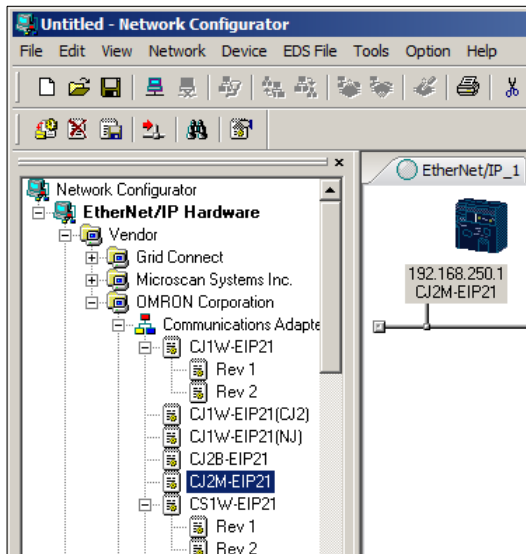 Untitled - Network Configurator
File Edit View Network Device EDS File Tools Option Help
Network Configurator
EtherNet/IP Hardware
Vendor
Grid Connect
Microscan Systems Inc.
OMRON Corporation
Communications Adapte
CJ1W-EIP21
Rev 1
Rev 2
CJ1W-EIP21(CJ2)
CJ1W-EIP21(NJ)
CJ2B-EIP21
CJ2M-EIP21
CS1W-EIP21
Rev 1
Rev 2
EtherNet/IP_1
192.168.250.1
CJ2M-EIP21